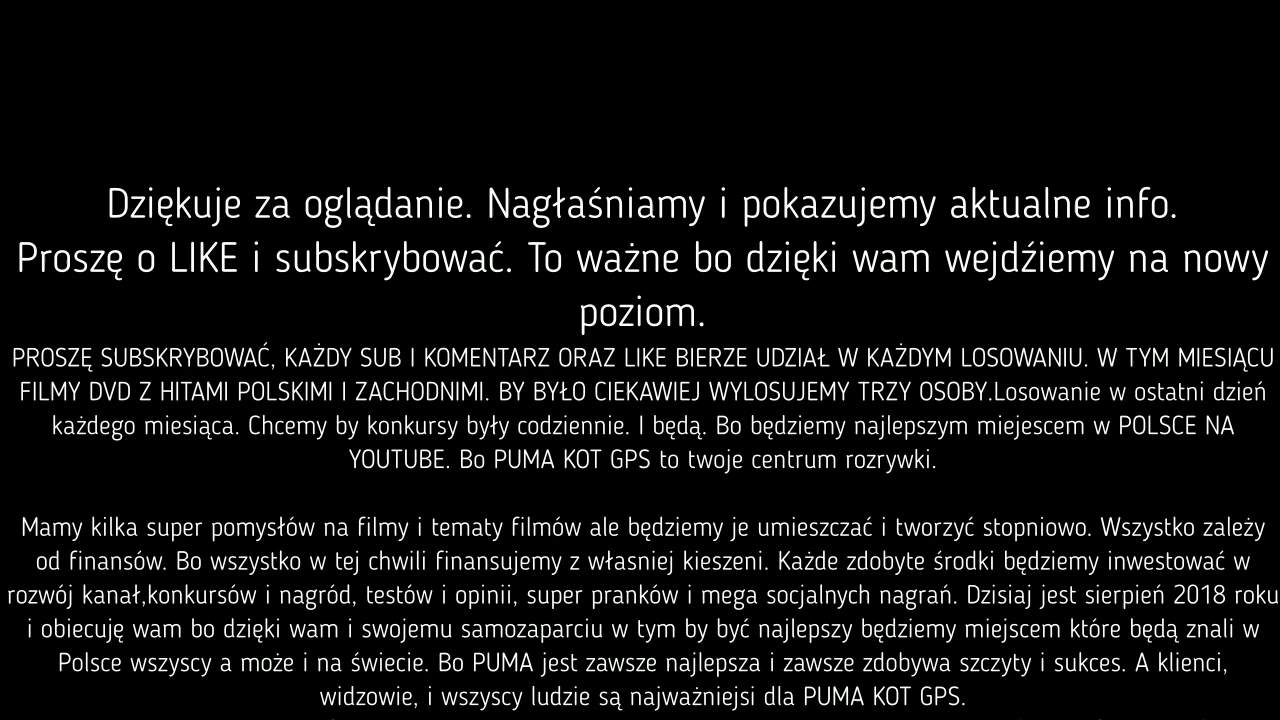 Dziękuje za oglądanie. Nagłaśniamy i pokazujemy aktualne info.
Proszę o LIKE i subskrybować. To ważne bo dzięki wam wejdźiemy na nowy
poziom.
PROSZĘ SUBSKRYBOWAĆ, KAŻDY SUB I KOMENTARZ ORAZ LIKE BIERZE UDZIAŁ W KAŻDYM LOSOWANIU. W TYM MIESIĄCU
FILMY DVD Z HITAMI POLSKIMI I ZACHODNIMI. BY BYŁO CIEKAWIEJ WYLOSUJEMY TRZY OSOBY.Losowanie w ostatni dzień
każdego miesiąca. Chcemy by konkursy były codziennie. I będą. Bo będziemy najlepszym miejescem w POLSCE NA
YOUTUBE. Bo PUMA KOT GPS to twoje centrum rozrywki.
Mamy kilka super pomysłów na filmy i tematy filmów ale będziemy je umieszczać i tworzyć stopniowo. Wszystko zależy
od finansów. Bo wszystko w tej chwili finansujemy z własniej kieszeni. Każde zdobyte środki będziemy inwestować w
rozwój kanał,konkursów i nagród, testów i opinii, super pranków i mega socjalnych nagrań. Dzisiaj jest sierpień 2018 roku
i obiecuję wam bo dzięki wam i swojemu samozaparciu w tym by być najlepszy będziemy miejscem które będą znali w
Polsce wszyscy a może i na świecie. Bo PUMA jest zawsze najlepsza i zawsze zdobywa szczyty i sukces. A klienci,
widzowie, i wszyscy ludzie są najważniejsi dla PUMA KOT GPS.